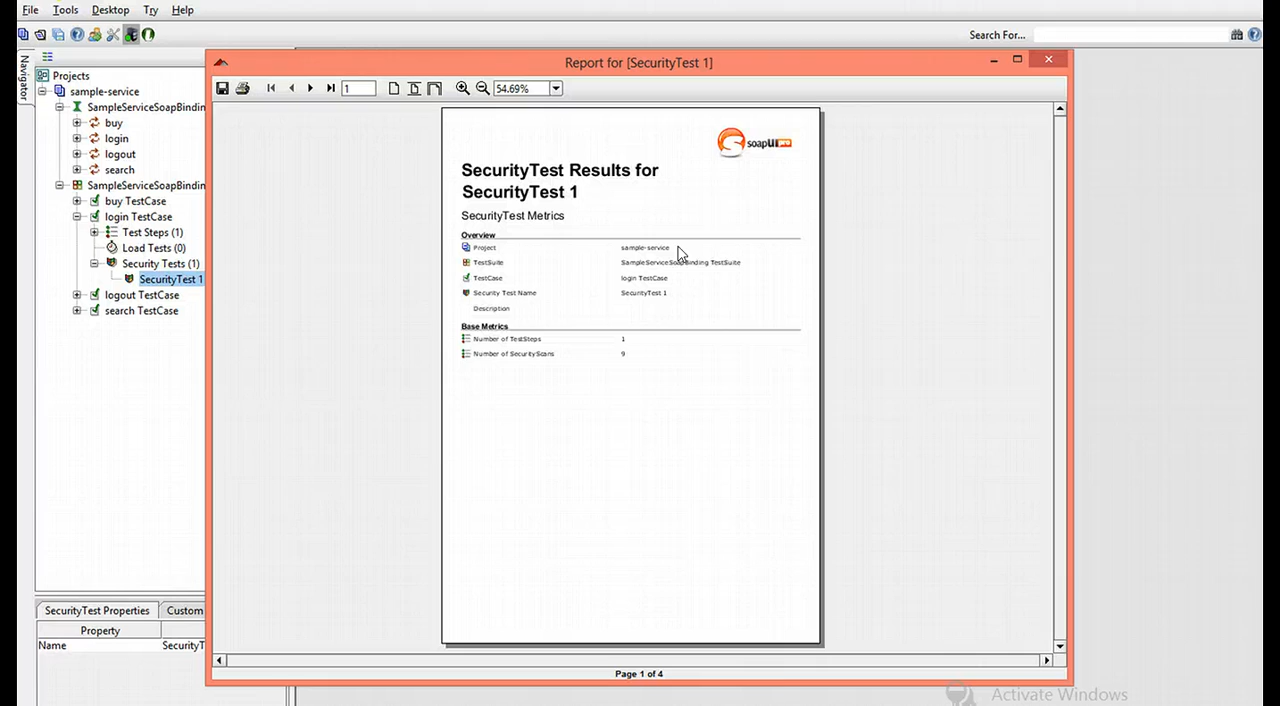 File Tools Desktop Try Help
Search For...
Navigator
Projects
sample-service
SampleServiceSoapBindin
buy
login
logout
search
SampleServiceSoapBindin
buy TestCase
login TestCase
Test Steps (1)
Load Tests (0)
Security Tests (1)
SecurityTest 1
logout TestCase
search TestCase
SecurityTest Properties Custom
Property
Name SecurityT
Report for [SecurityTest 1]
1 54.69%
soapUI pro
SecurityTest Results for
SecurityTest 1
SecurityTest Metrics
Overview
Project sample-service
TestSuite SampleServiceSoapBinding TestSuite
TestCase login TestCase
Security Test Name SecurityTest 1
Description
Base Metrics
Number of TestSteps 1
Number of SecurityScans 9
Page 1 of 4
Activate Windows